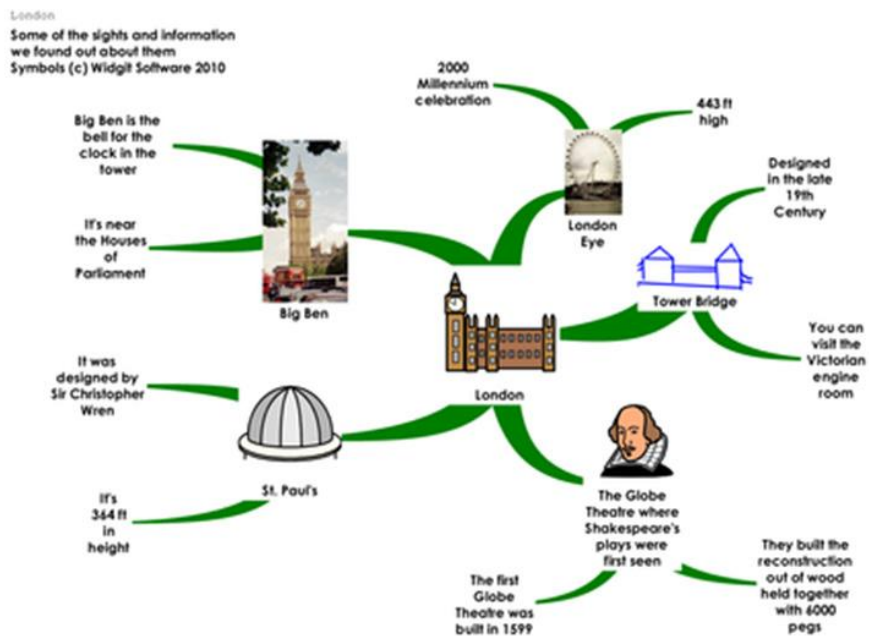 London
Some of the sights and information
we found out about them
Symbols (c) Widgit Software 2010
2000
Millennium
celebration
443 ft
high
London
Eye
Big Ben is the
bell for the
clock in the
tower
It's near
the Houses
of
Parliament
Big Ben
Designed
in the late
19th
Century
Tower Bridge
You can
visit the
Victorian
engine
room
London
It was
designed by
Sir Christopher
Wren
St. Paul's
It's
364 ft
in
height
The Globe
Theatre where
Shakespeare's
plays were
first seen
The first
Globe
Theatre was
built in 1599
They built the
reconstruction
out of wood
held together
with 6000
pegs